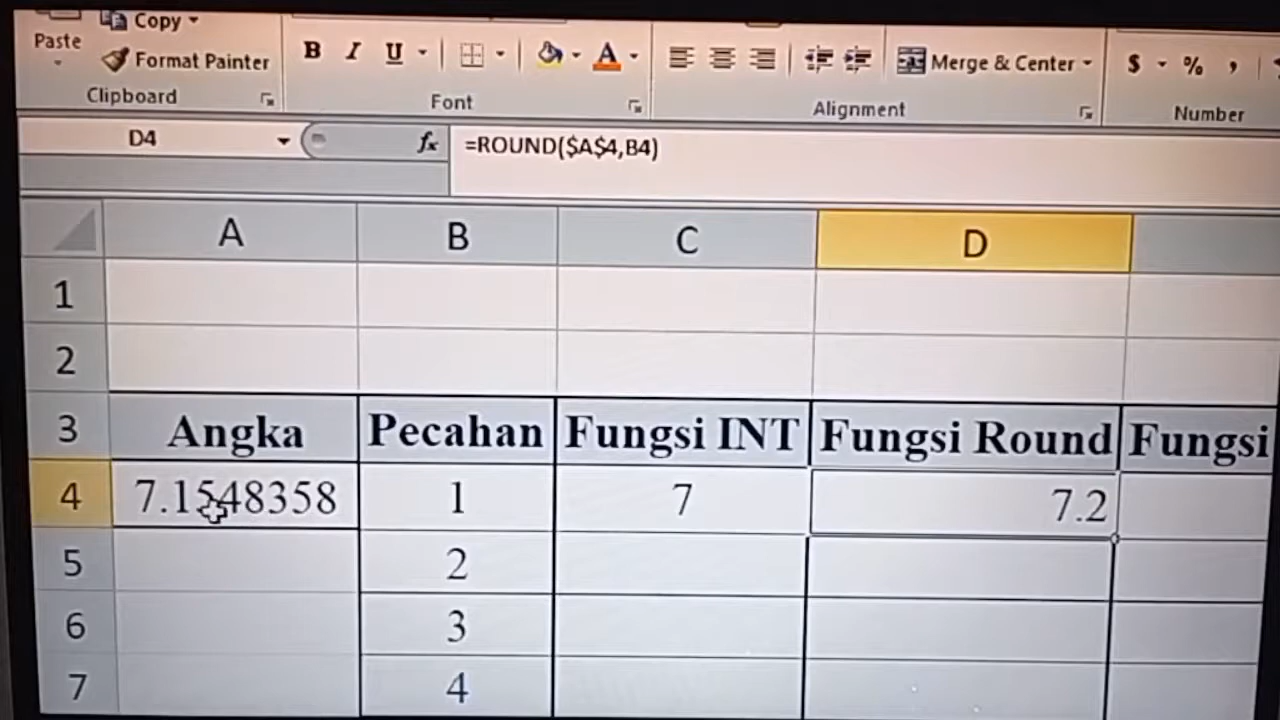 Copy
Paste
Format Painter
B I U A
Merge & Center
$ % ,
Clipboard
Font
Alignment
Number
D4
fx
=ROUND($A$4,B4)
A B C D
1
2
3 Angka Pecahan Fungsi INT Fungsi Round Fungsi
4 7.1548358 1 7 7.2
5 2
6 3
7 4